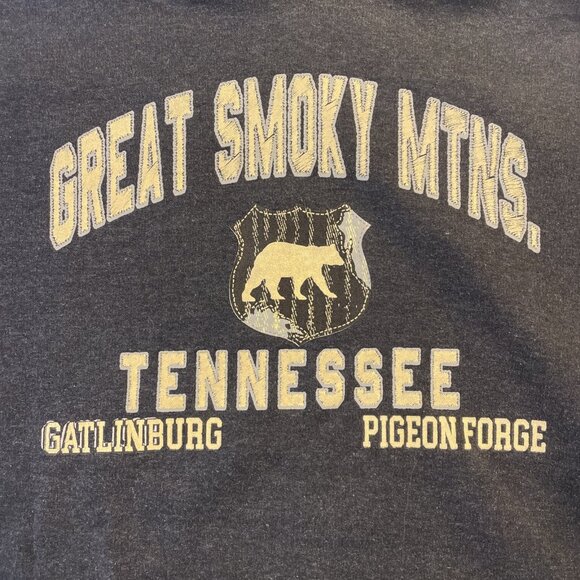 GREAT SMOKY MTNS.
TENNESSEE
GATLINBURG PIGEON FORGE